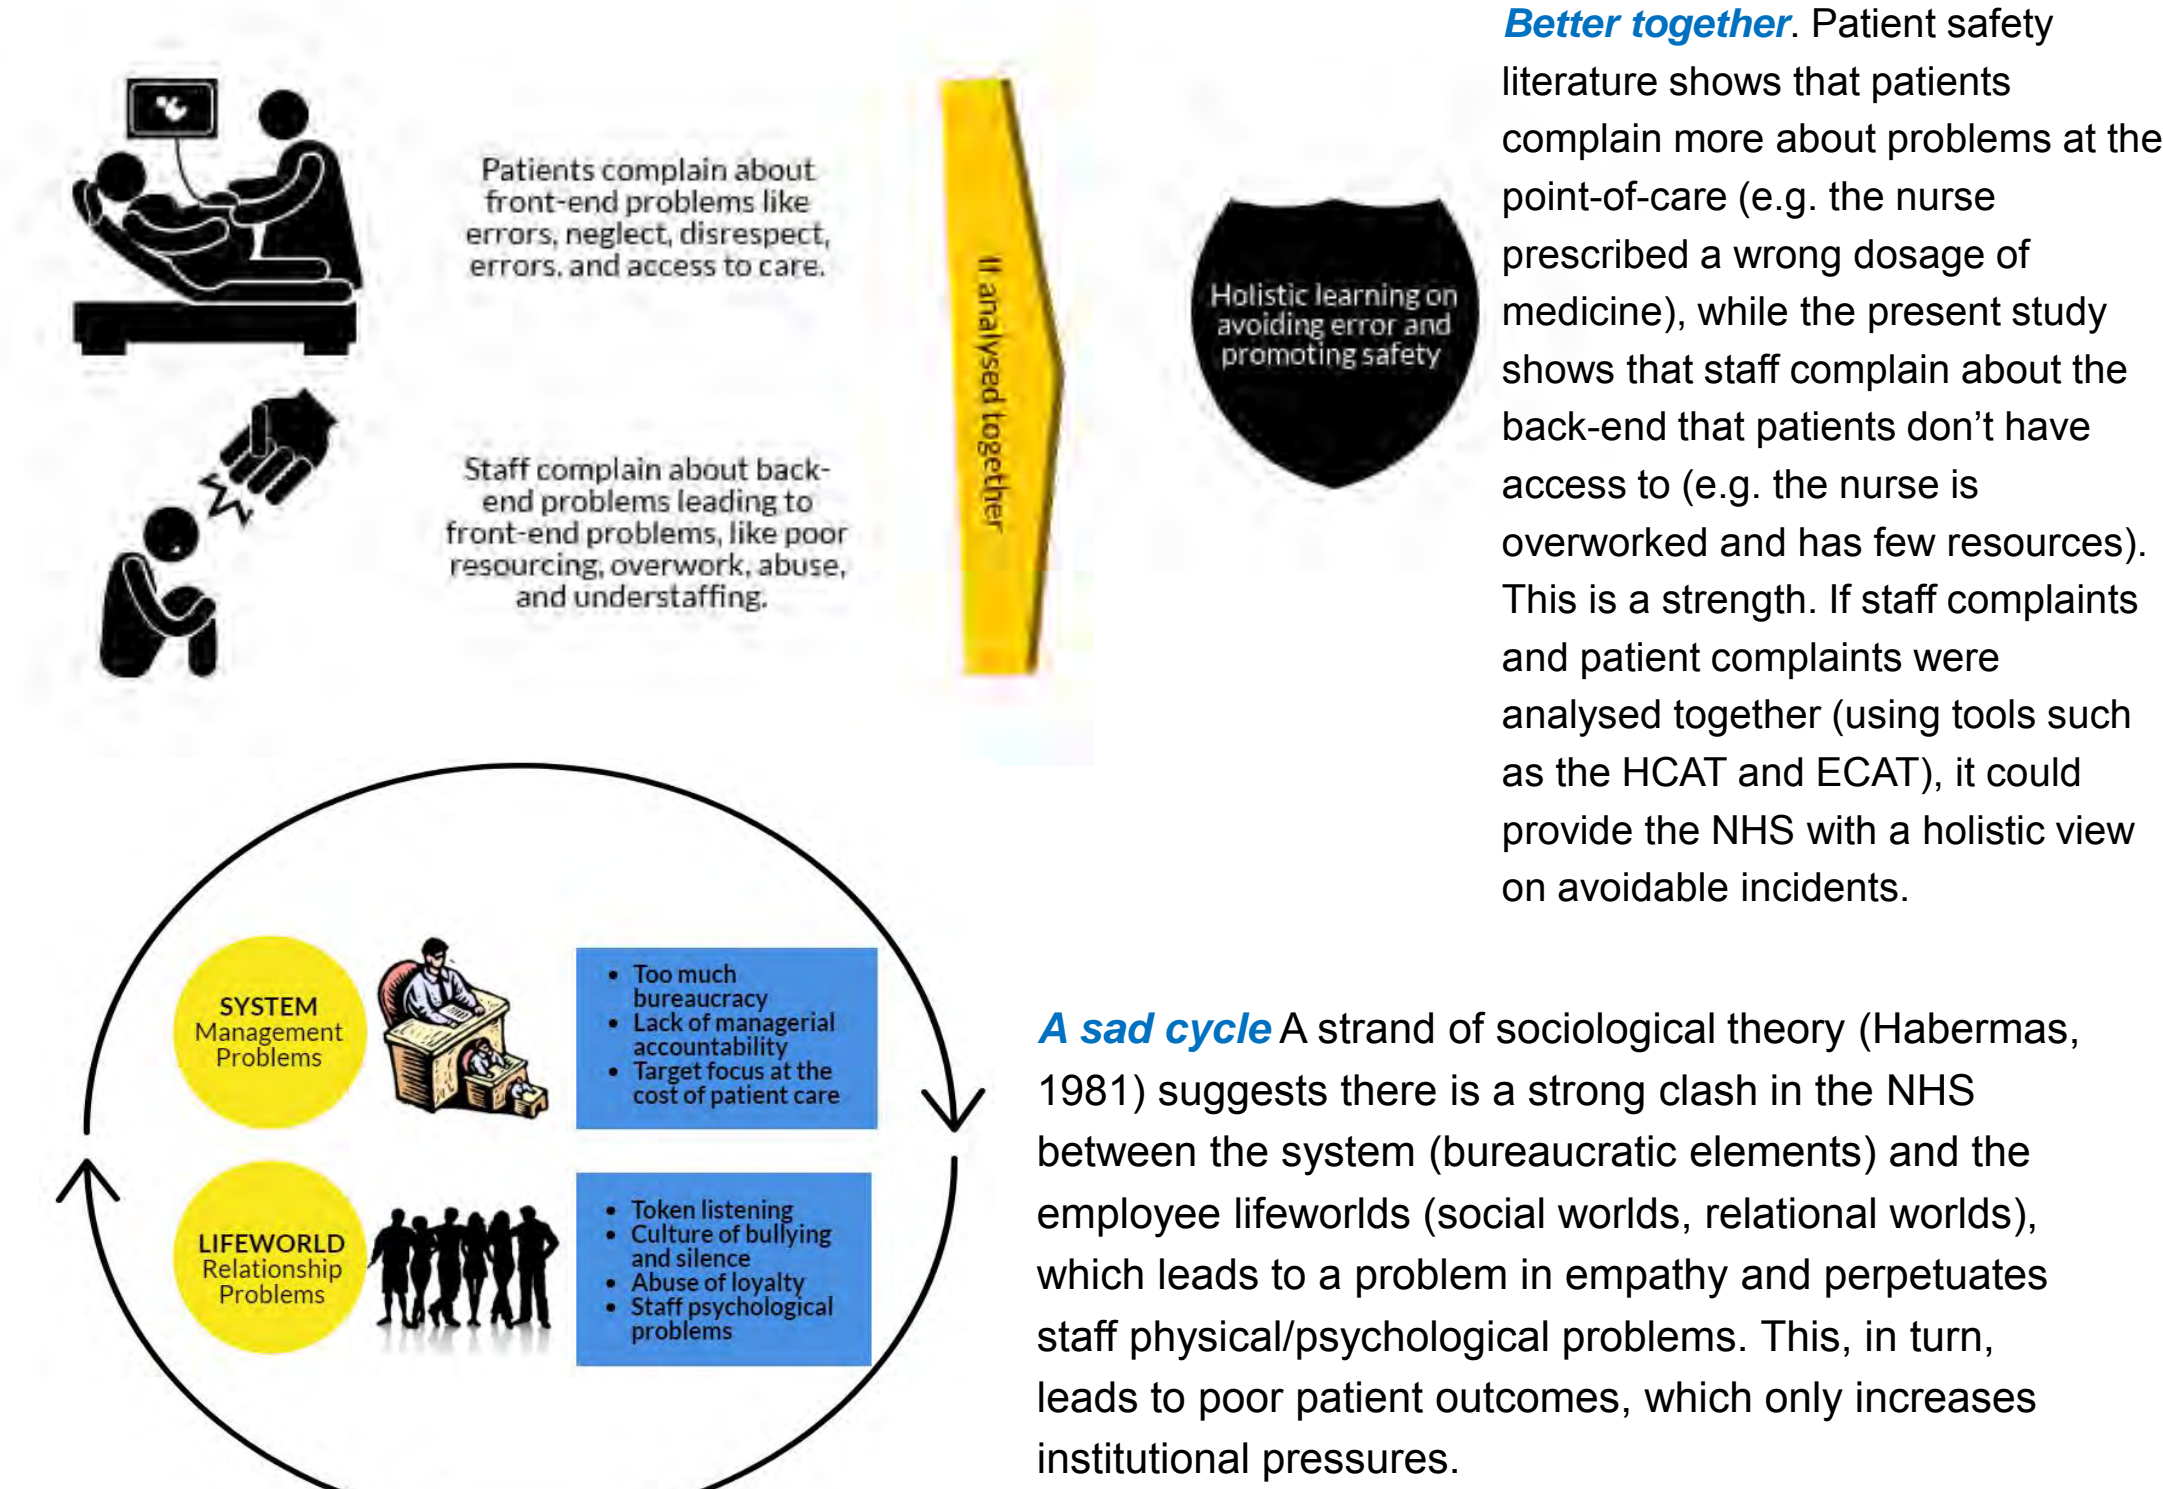 Patients complain about
front-end problems like
errors, neglect, disrespect,
errors, and access to care.
Staff complain about back-
end problems leading to
front-end problems, like poor
resourcing, overwork, abuse,
and understaffing.
If analysed together
Holistic learning on
avoiding error and
promoting safety
Better together. Patient safety
literature shows that patients
complain more about problems at the
point-of-care (e.g. the nurse
prescribed a wrong dosage of
medicine), while the present study
shows that staff complain about the
back-end that patients don’t have
access to (e.g. the nurse is
overworked and has few resources).
This is a strength. If staff complaints
and patient complaints were
analysed together (using tools such
as the HCAT and ECAT), it could
provide the NHS with a holistic view
on avoidable incidents.
SYSTEM
Management
Problems
• Too much
bureaucracy
• Lack of managerial
accountability
• Target focus at the
cost of patient care
LIFEWORLD
Relationship
Problems
• Token listening
• Culture of bullying
and silence
• Abuse of loyalty
• Staff psychological
problems
A sad cycle A strand of sociological theory (Habermas,
1981) suggests there is a strong clash in the NHS
between the system (bureaucratic elements) and the
employee lifeworlds (social worlds, relational worlds),
which leads to a problem in empathy and perpetuates
staff physical/psychological problems. This, in turn,
leads to poor patient outcomes, which only increases
institutional pressures.